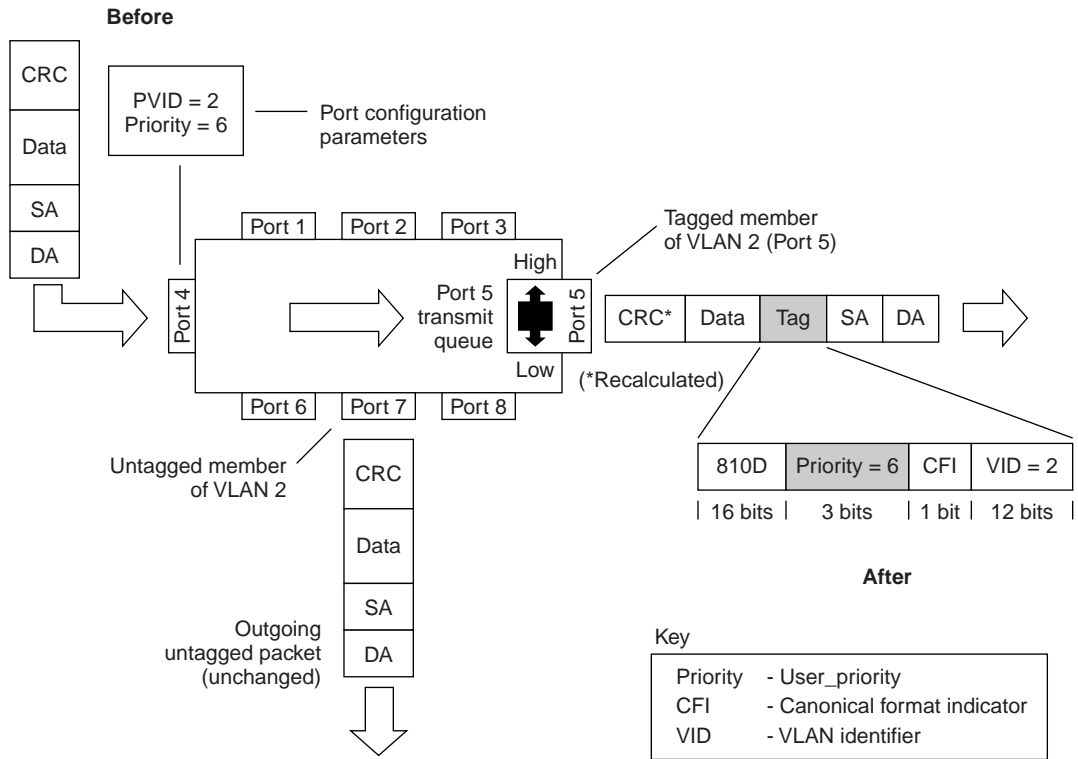 Before
CRC
Data
SA
DA
PVID = 2
Priority = 6
Port configuration
parameters
Port 1
Port 2
Port 3
Port 4
Port 5
transmit
queue
High
Low
Port 5
Tagged member
of VLAN 2 (Port 5)
CRC*
Data
Tag
SA
DA
(*Recalculated)
Port 6
Port 7
Port 8
Untagged member
of VLAN 2
CRC
Data
SA
DA
Outgoing
untagged packet
(unchanged)
810D
Priority = 6
CFI
VID = 2
16 bits
3 bits
1 bit
12 bits
After
Key
Priority - User_priority
CFI - Canonical format indicator
VID - VLAN identifier